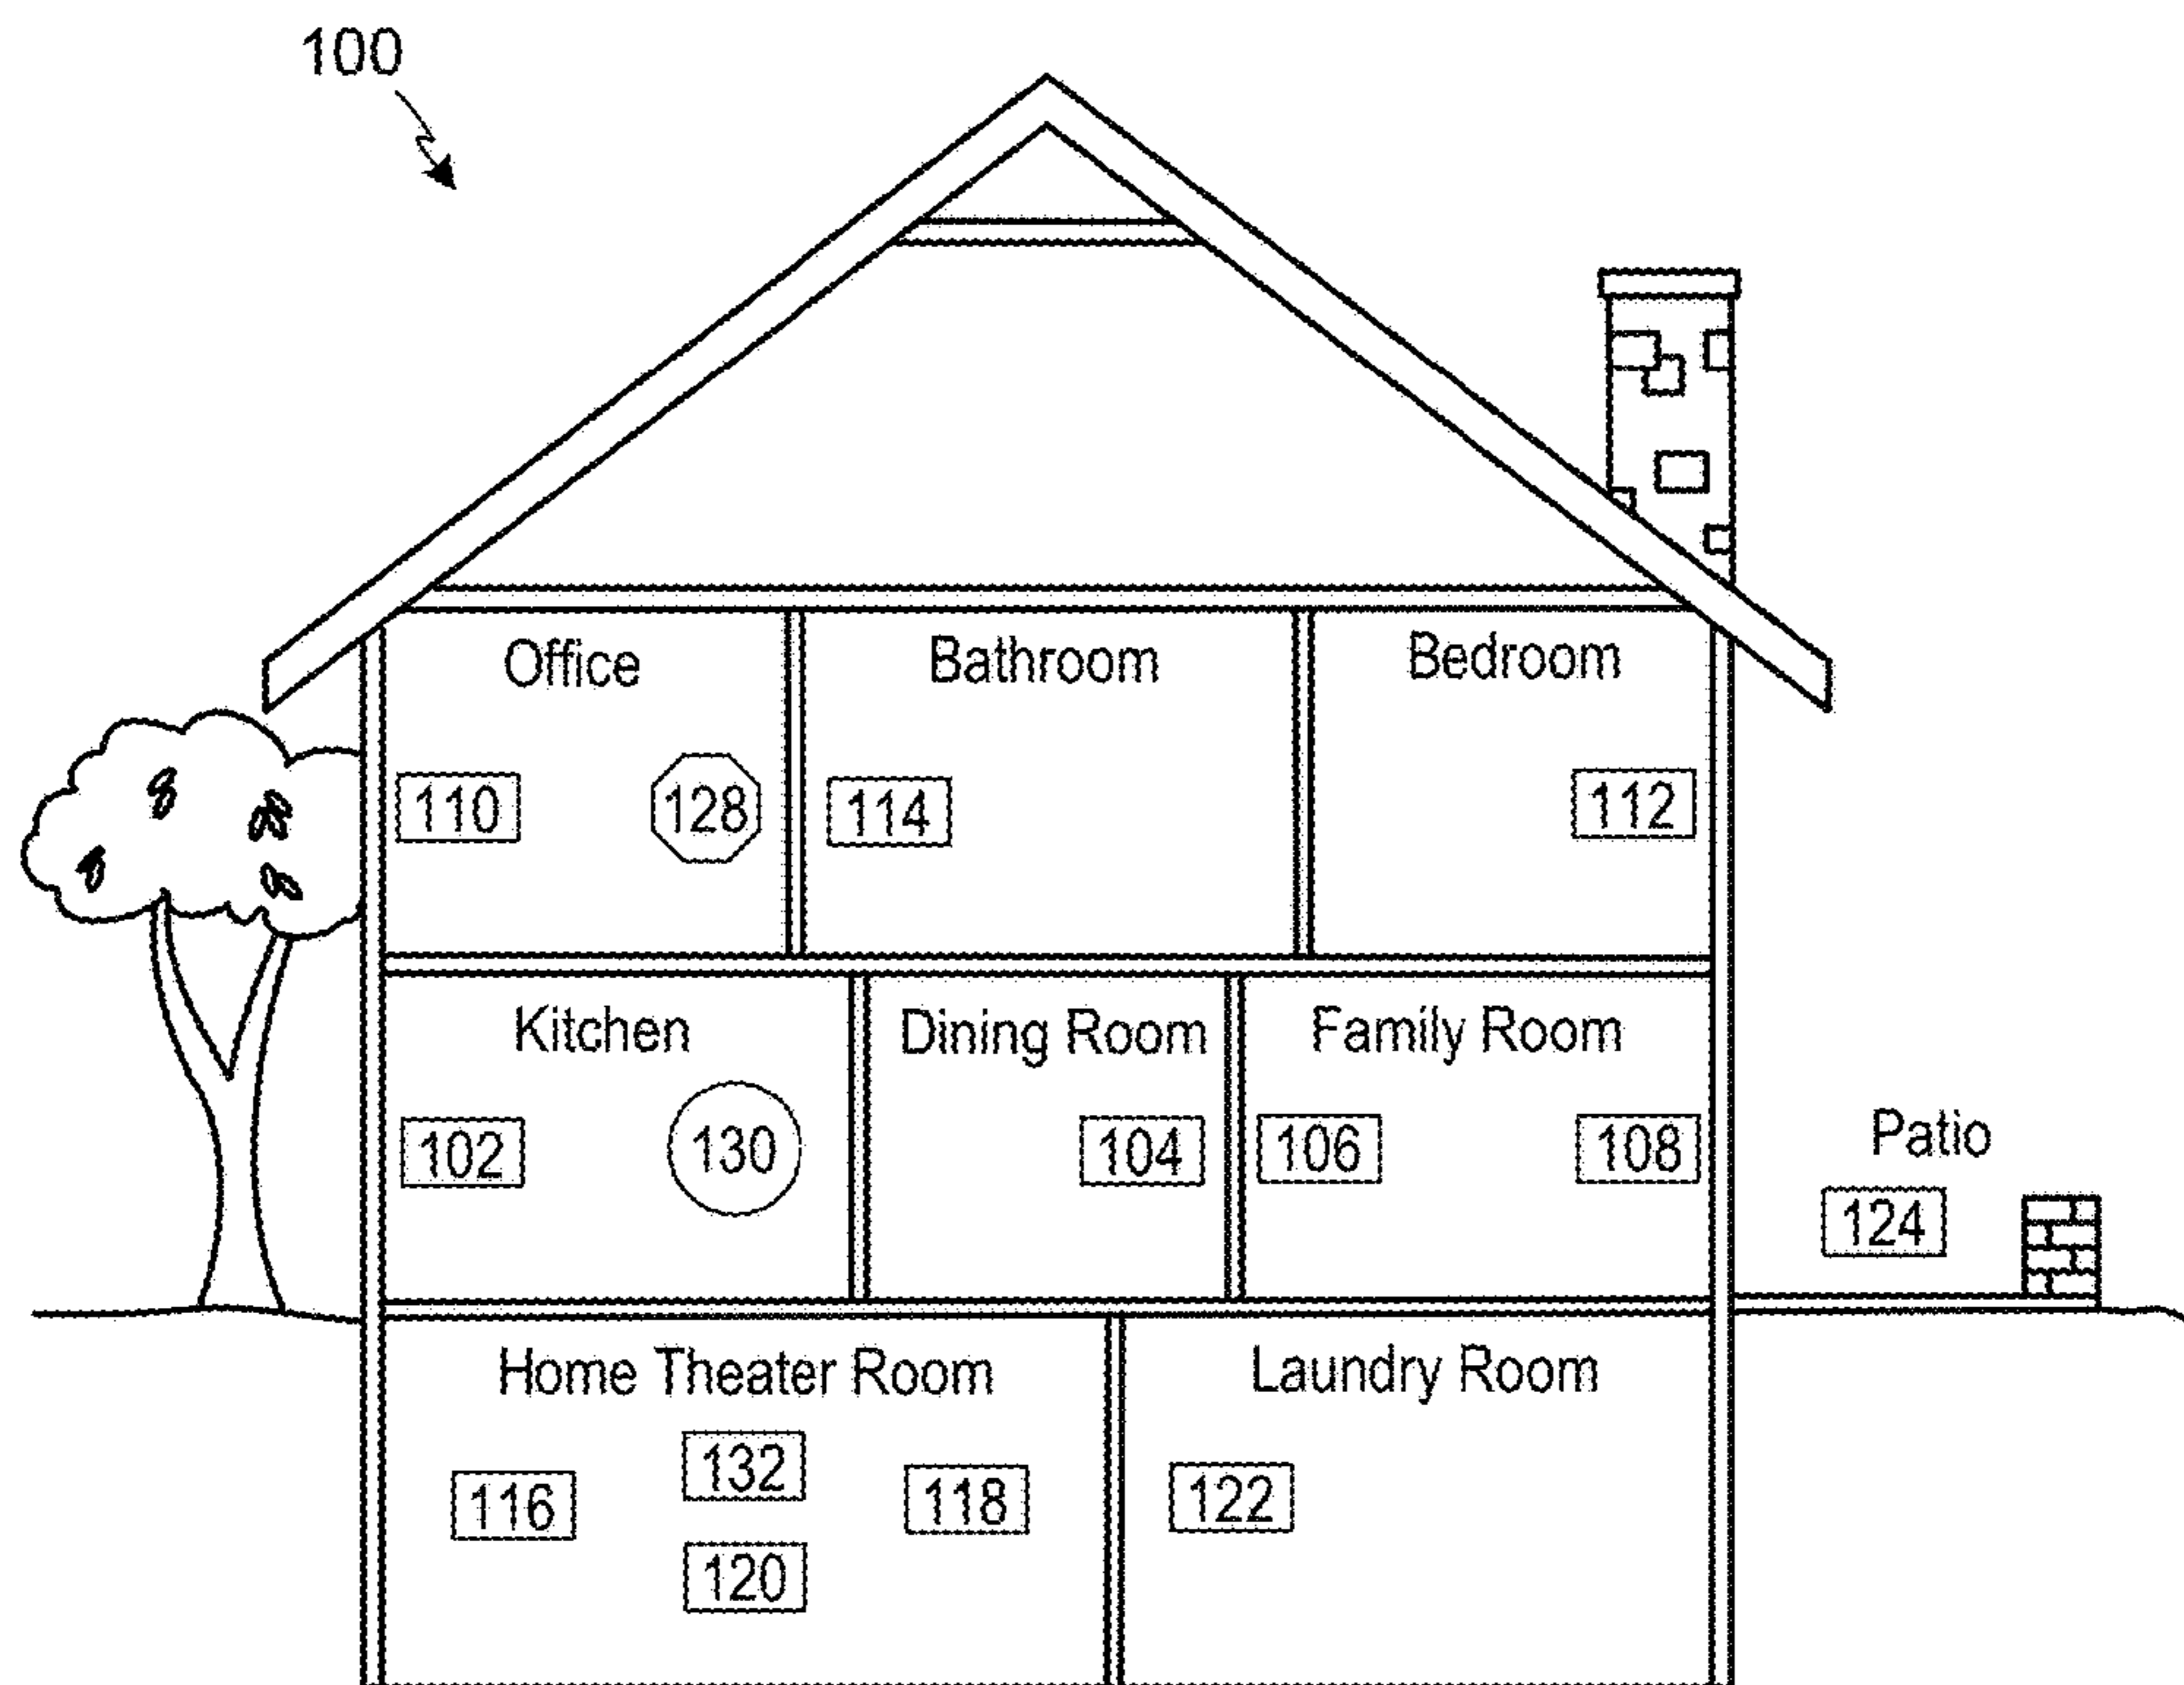 100
Office
Bathroom
Bedroom
110
128
114
112
Kitchen
Dining Room
Family Room
102
130
104
106
108
Patio
124
Home Theater Room
Laundry Room
132
116
118
122
120